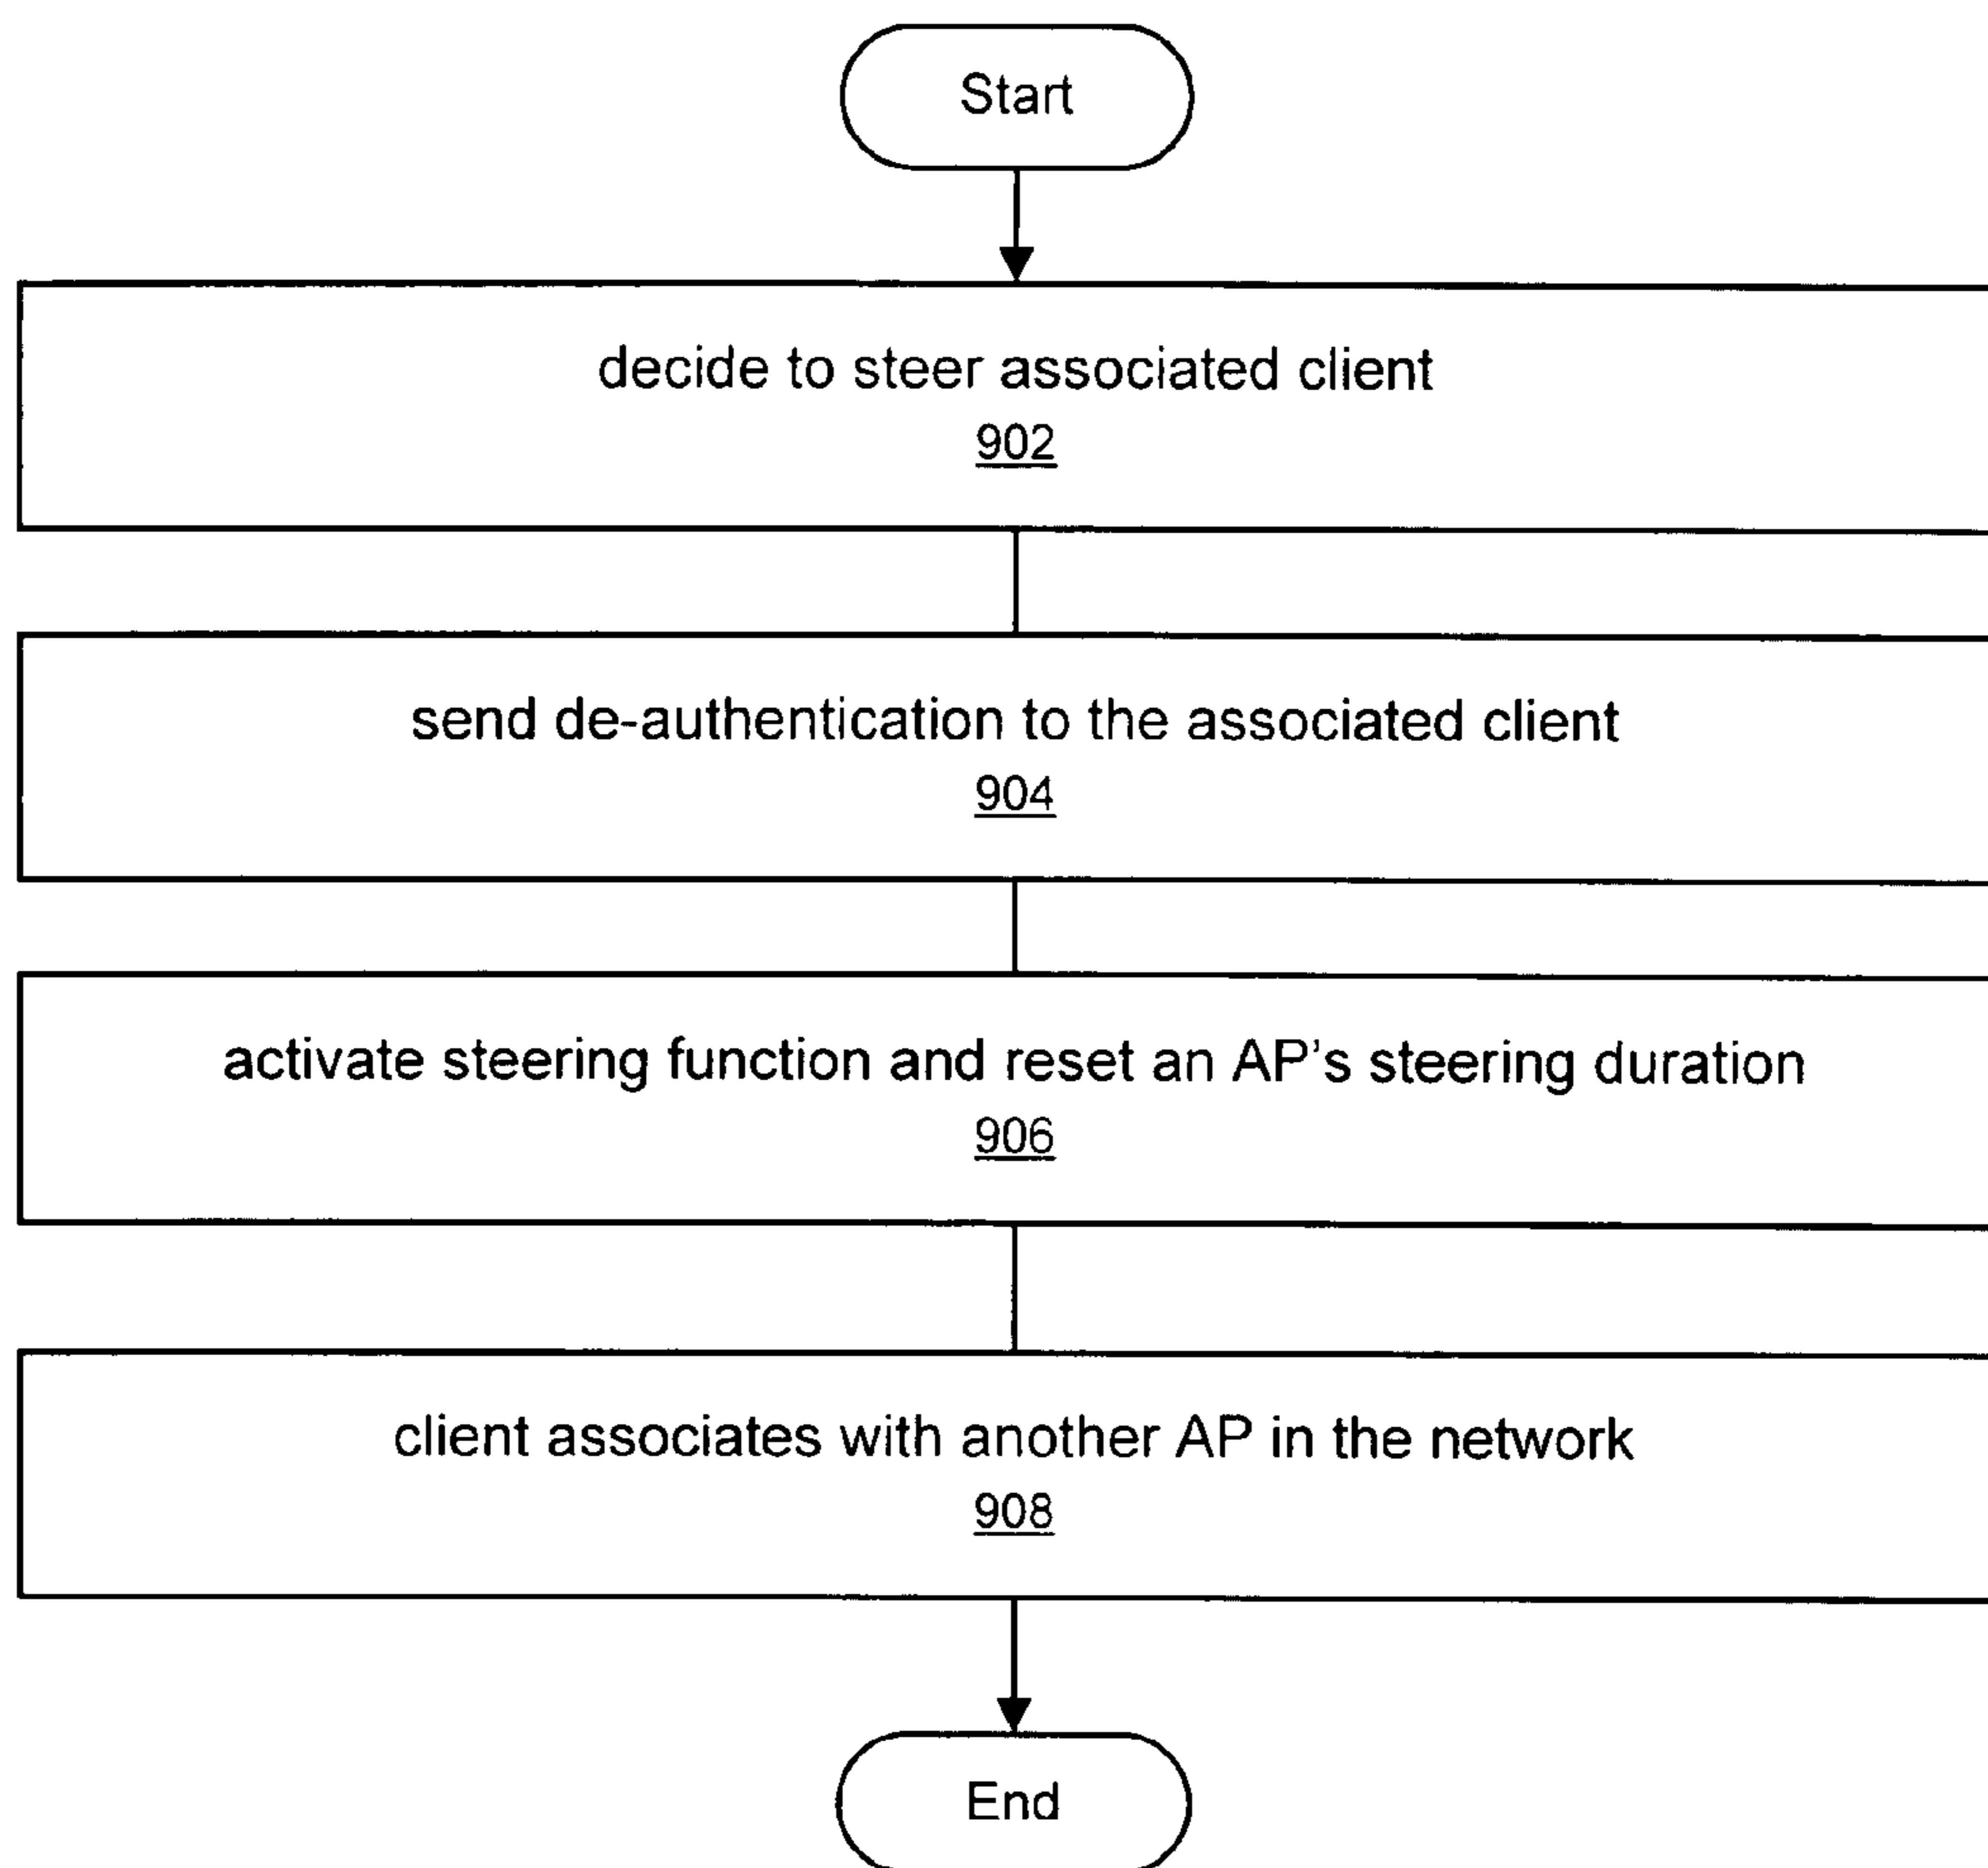 Start
decide to steer associated client
902
send de-authentication to the associated client
904
activate steering function and reset an AP's steering duration
906
client associates with another AP in the network
908
End